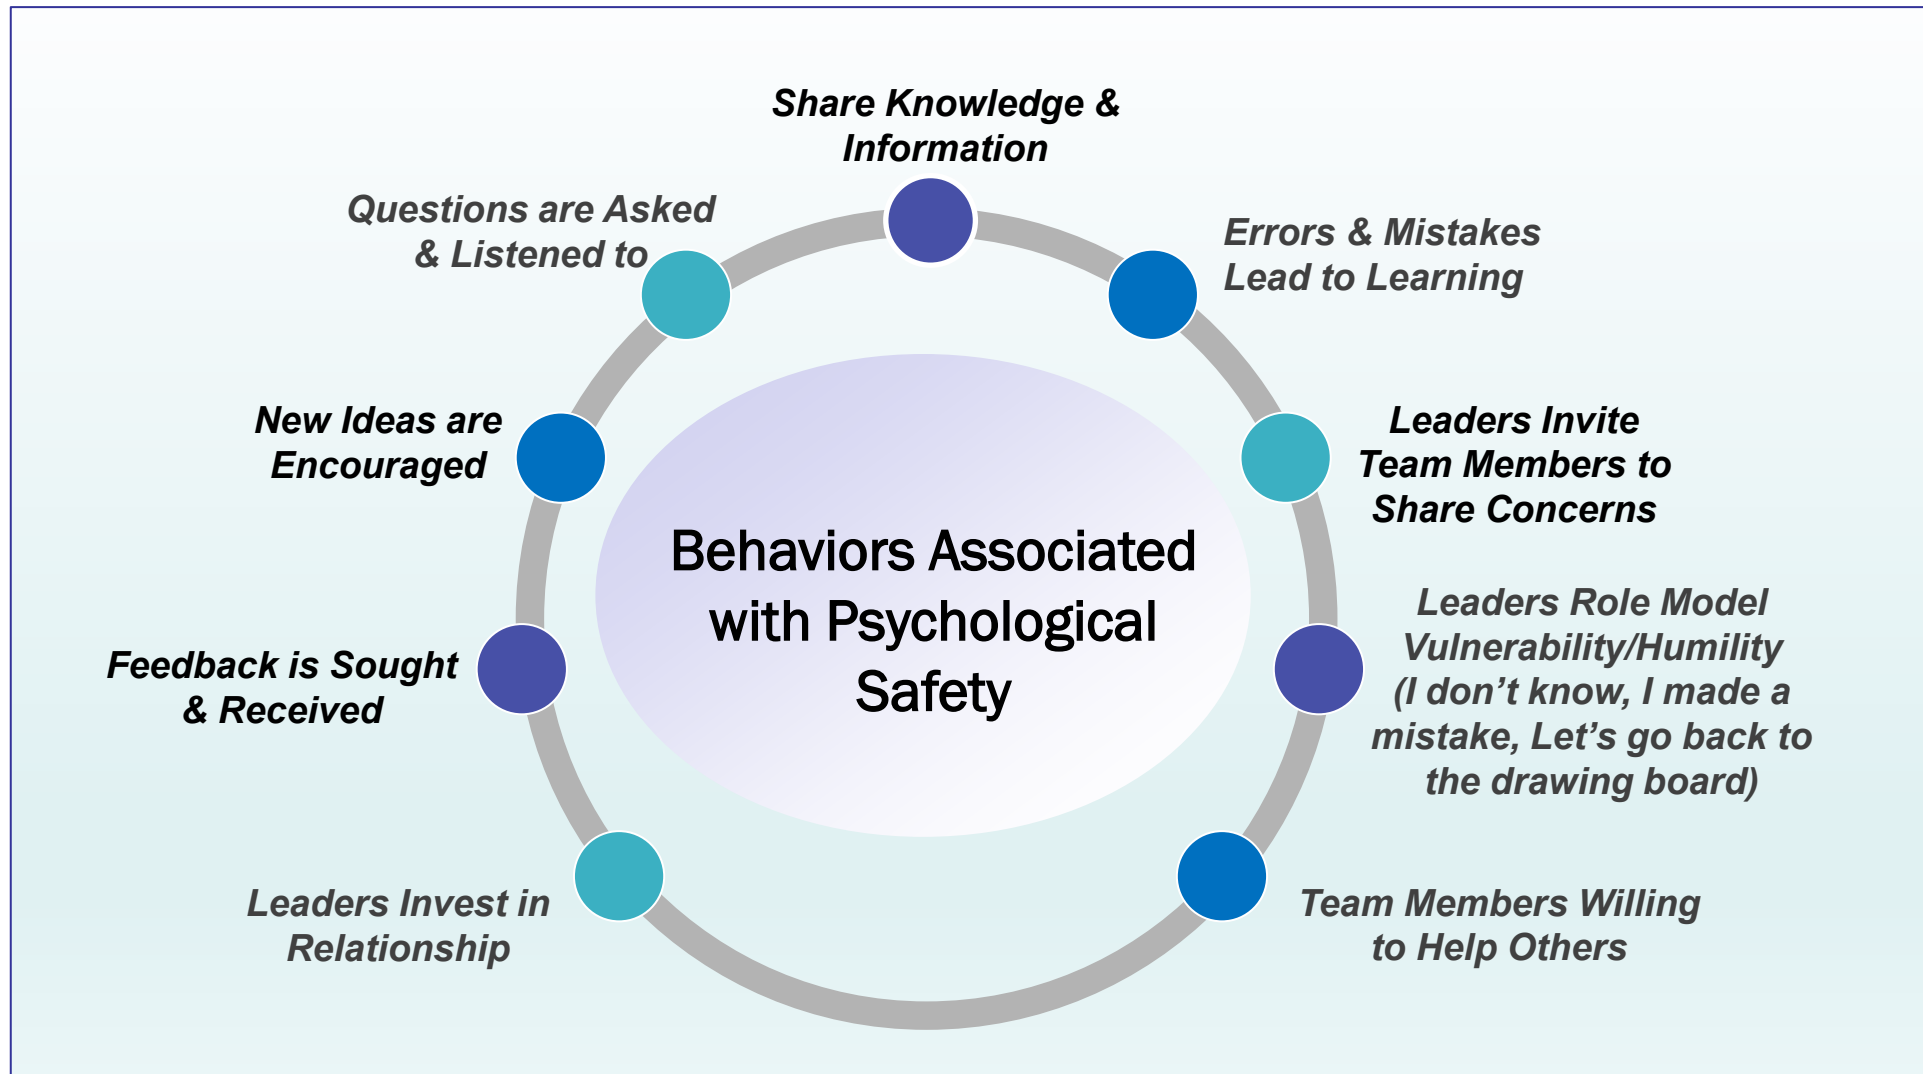 Share Knowledge &
Information
Errors & Mistakes
Lead to Learning
Leaders Invite
Team Members to
Share Concerns
Leaders Role Model
Vulnerability/Humility
(I don’t know, I made a
mistake, Let’s go back to
the drawing board)
Team Members Willing
to Help Others
Leaders Invest in
Relationship
Feedback is Sought
& Received
New Ideas are
Encouraged
Questions are Asked
& Listened to
Behaviors Associated
with Psychological
Safety